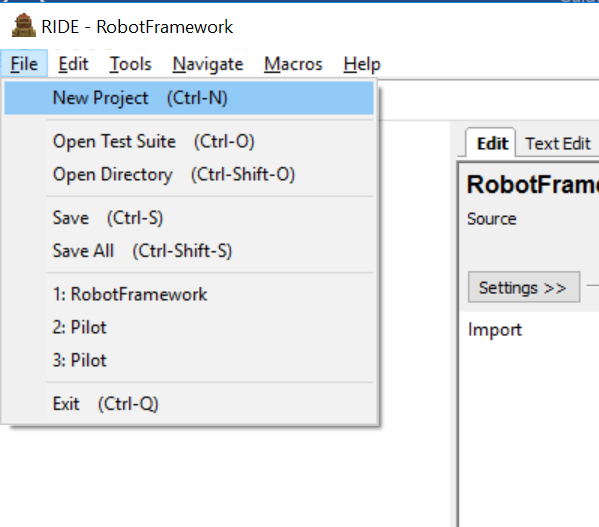 RIDE - RobotFramework
File Edit Tools Navigate Macros Help
New Project (Ctrl-N)
Open Test Suite (Ctrl-O)
Open Directory (Ctrl-Shift-O)
Save (Ctrl-S)
Save All (Ctrl-Shift-S)
1: RobotFramework
2: Pilot
3: Pilot
Exit (Ctrl-Q)
Edit Text Edit
RobotFrame
Source
Settings >>
Import